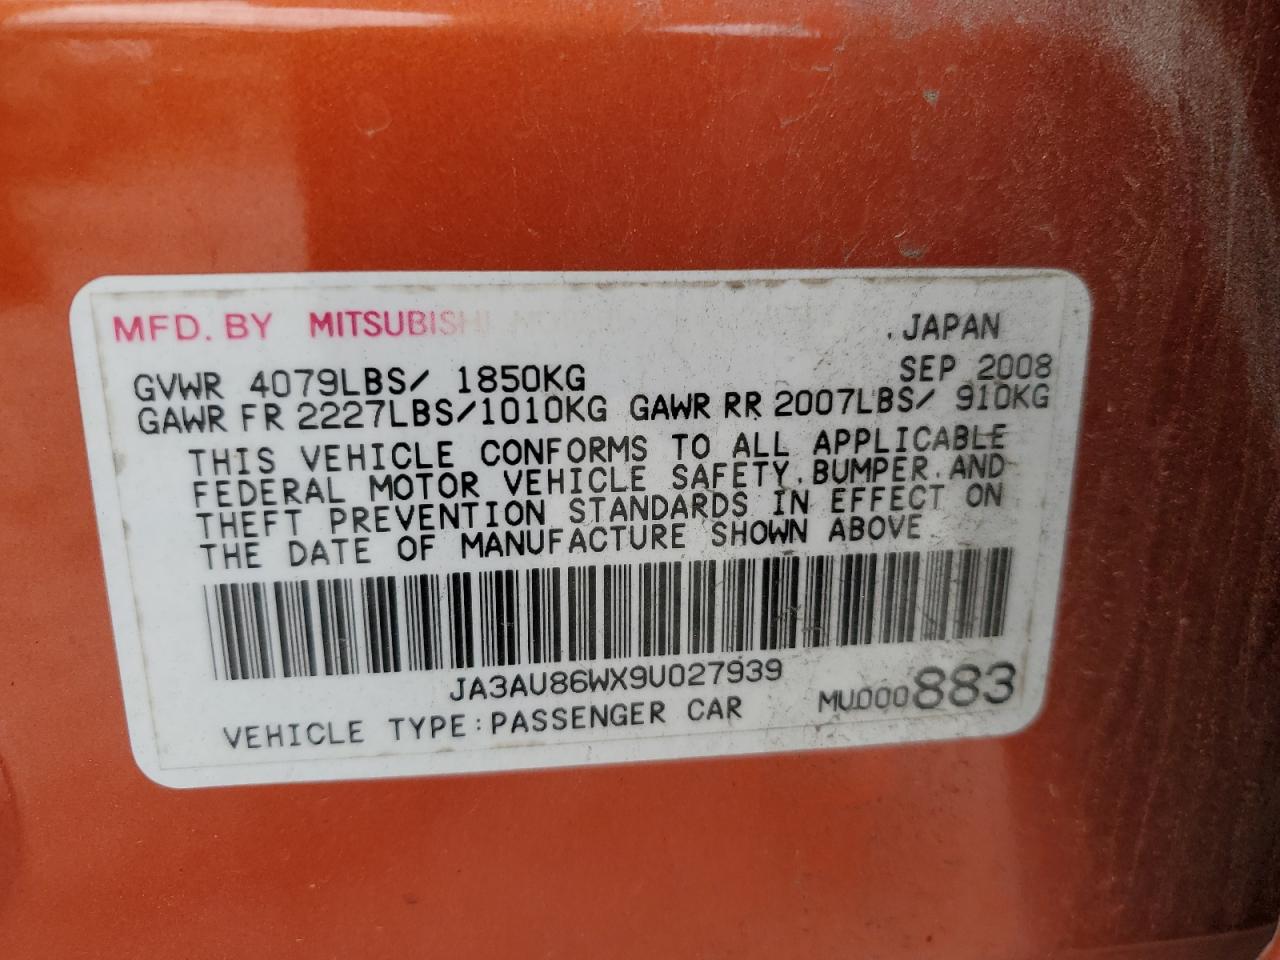 MFD. BY MITSUBISHI
. JAPAN
GVWR 4079LBS/ 1850KG
SEP 2008
GAWR FR 2227LBS/1010KG GAWR RR 2007LBS/ 910KG
THIS VEHICLE CONFORMS TO ALL APPLICABLE
FEDERAL MOTOR VEHICLE SAFETY, BUMPER, AND
THEFT PREVENTION STANDARDS IN EFFECT ON
THE DATE OF MANUFACTURE SHOWN ABOVE
JA3AU86WX9U027939
MU000883
VEHICLE TYPE:PASSENGER CAR